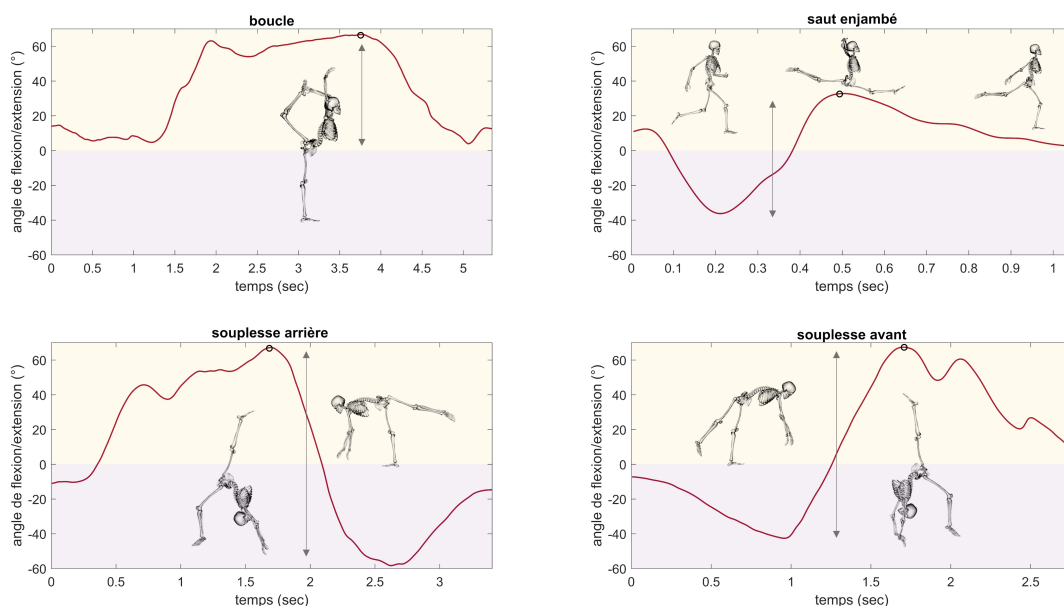 boucle
angle de flexion/extension (°)
60
40
20
0
-20
-40
-60
0 0.5 1 1.5 2 2.5 3 3.5 4 4.5 5
temps (sec)
saut enjambé
angle de flexion/extension (°)
60
40
20
0
-20
-40
-60
0 0.1 0.2 0.3 0.4 0.5 0.6 0.7 0.8 0.9 1
temps (sec)
souplesse arrière
angle de flexion/extension (°)
60
40
20
0
-20
-40
-60
0 0.5 1 1.5 2 2.5 3
temps (sec)
souplesse avant
angle de flexion/extension (°)
60
40
20
0
-20
-40
-60
0.5 1 1.5 2 2.5
temps (sec)